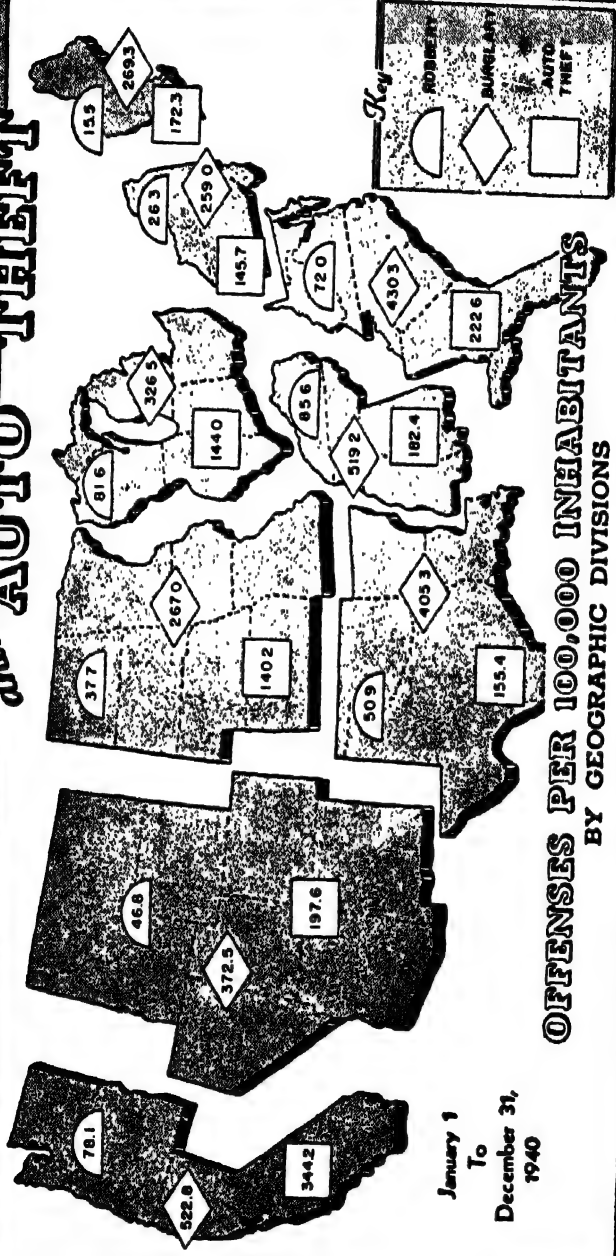 and AUTO THEFT
78.1
522.8
344.2
46.8
372.5
197.6
37.7
267.0
140.2
50.9
405.3
155.4
81.6
326.5
144.0
85.6
519.2
182.4
26.3
259.0
145.7
72.0
430.3
222.6
15.5
269.3
172.3
Key
ROBBERY
BURGLARY
AUTO
THEFT
January 1
To
December 31,
1940
OFFENSES PER 100,000 INHABITANTS
BY GEOGRAPHIC DIVISIONS